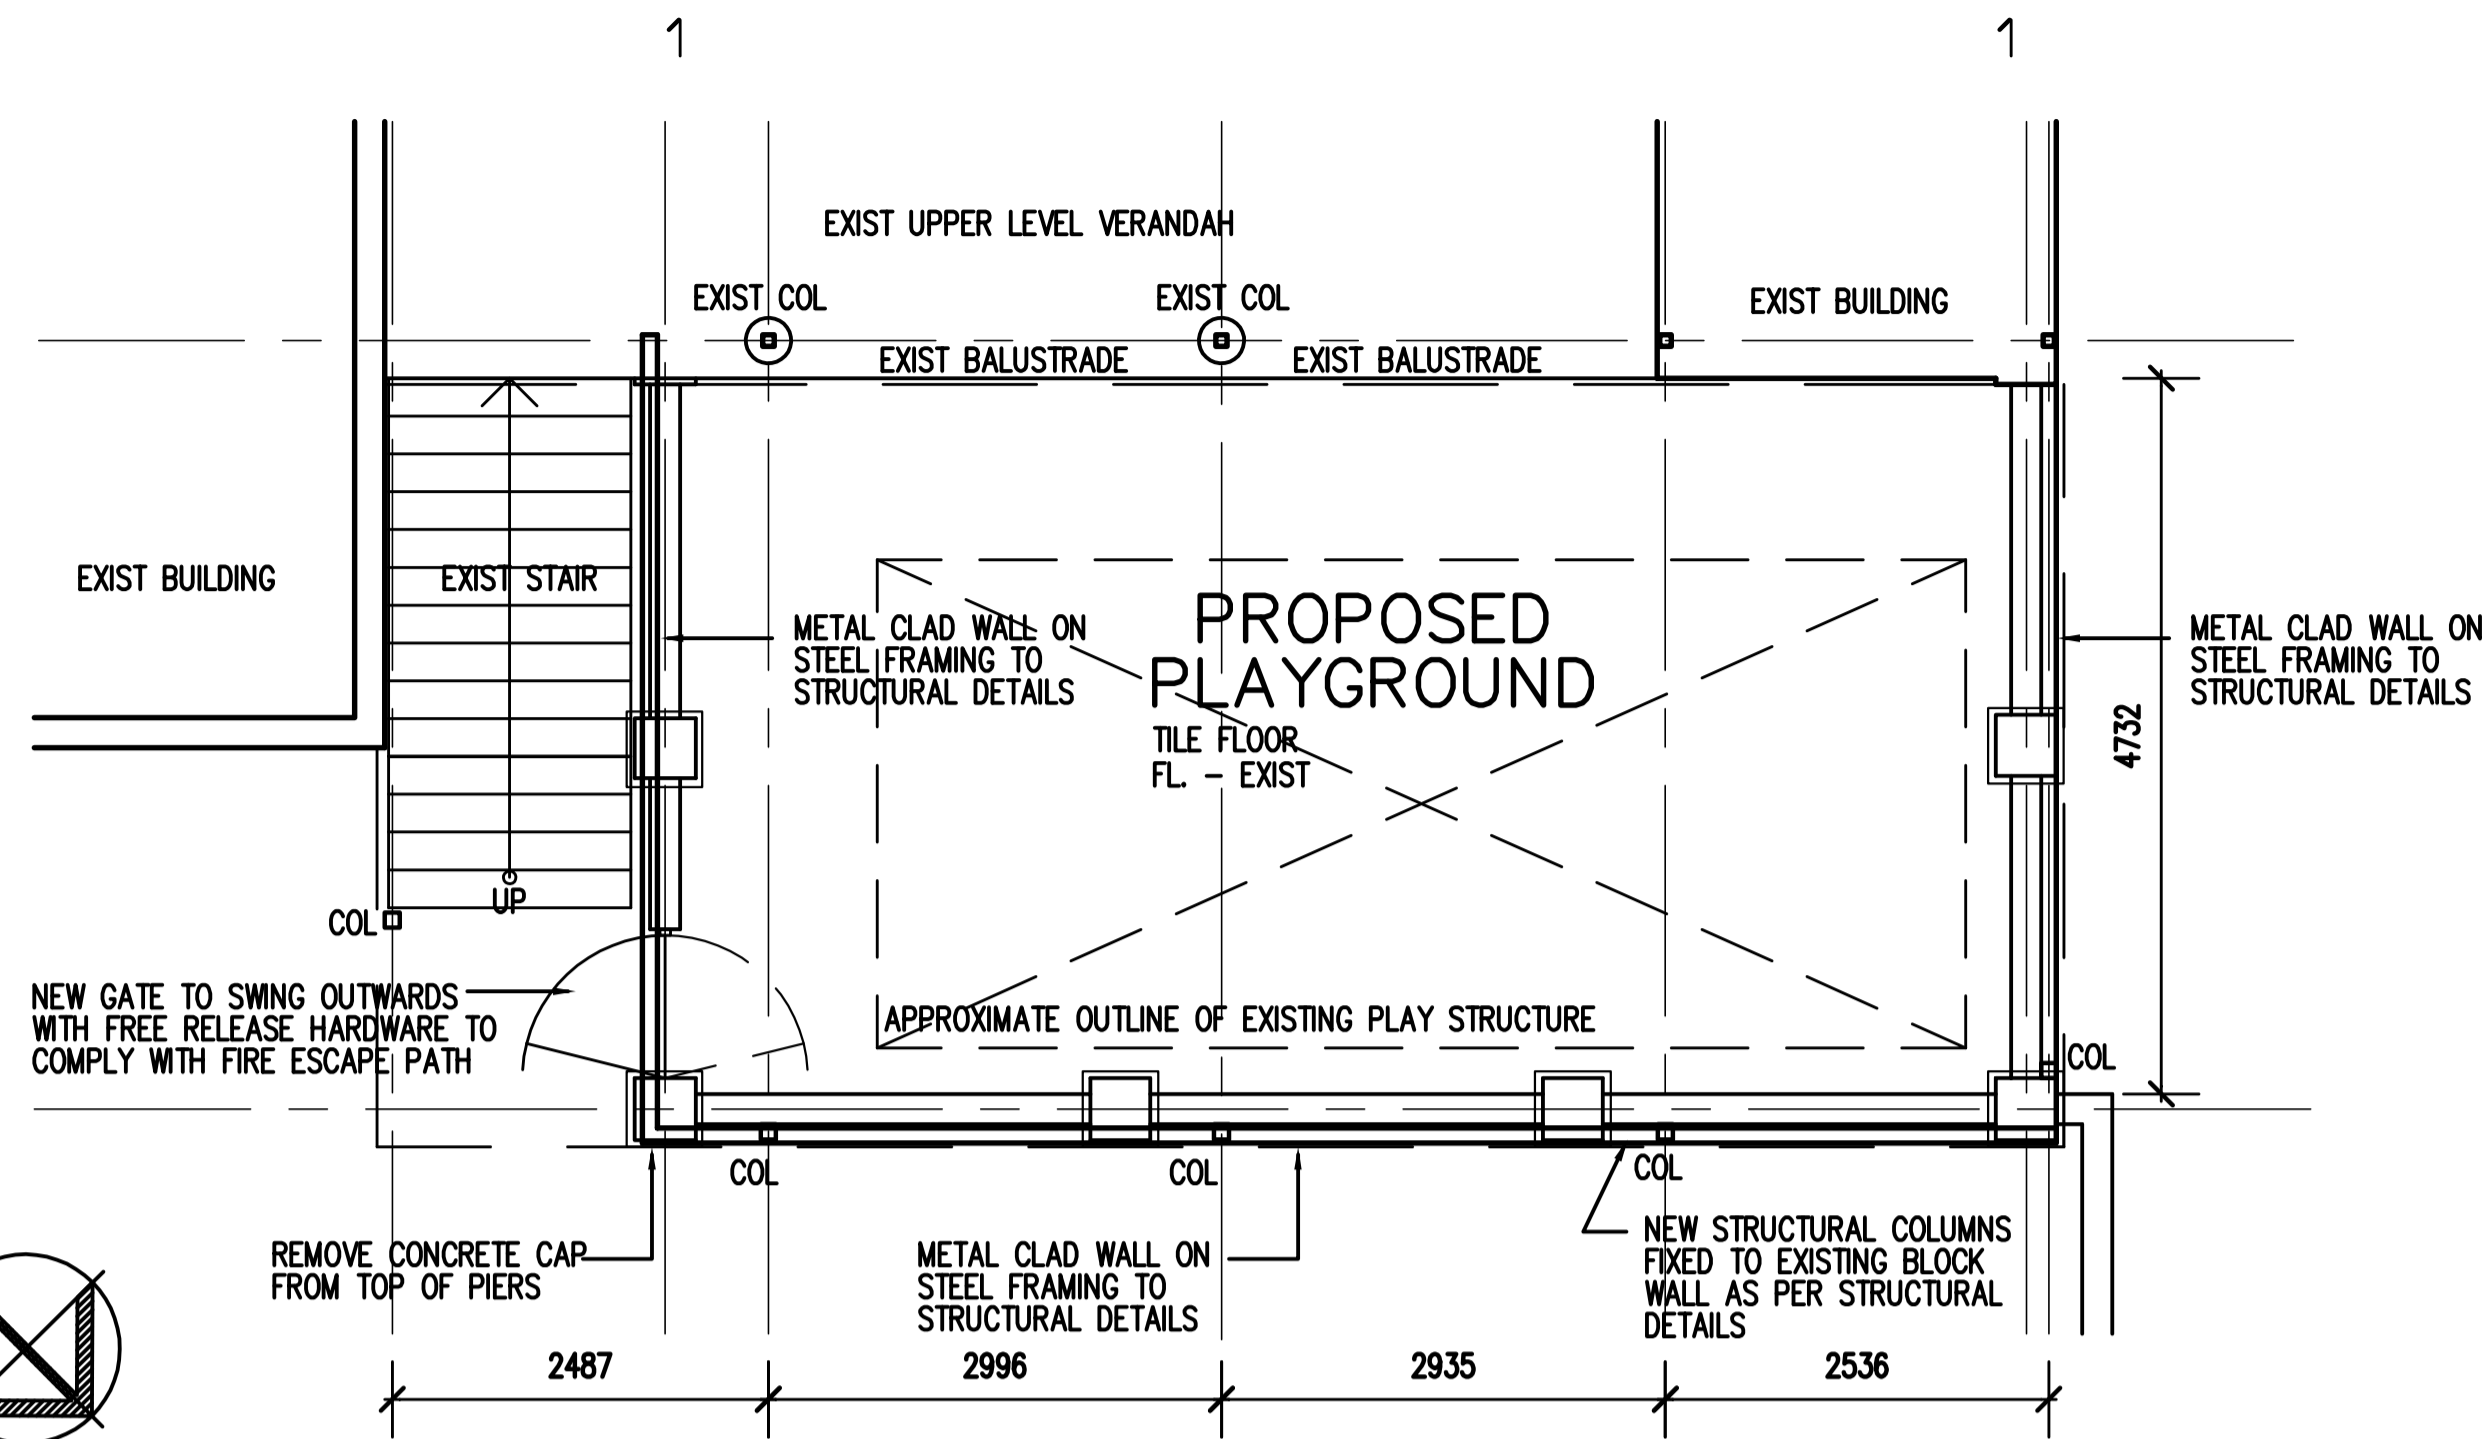 1
1
EXIST UPPER LEVEL VERANDAH
EXIST COL
EXIST COL
EXIST BUILDING
EXIST BALUSTRADE
EXIST BALUSTRADE
EXIST BUILDING
EXIST STAIR
METAL CLAD WALL ON
STEEL FRAMING TO
STRUCTURAL DETAILS
PROPOSED
PLAYGROUND
TILE FLOOR
FL. - EXIST
METAL CLAD WALL ON
STEEL FRAMING TO
STRUCTURAL DETAILS
4732
UP
COL
NEW GATE TO SWING OUTWARDS
WITH FREE RELEASE HARDWARE TO
COMPLY WITH FIRE ESCAPE PATH
APPROXIMATE OUTLINE OF EXISTING PLAY STRUCTURE
COL
COL
COL
COL
REMOVE CONCRETE CAP
FROM TOP OF PIERS
METAL CLAD WALL ON
STEEL FRAMING TO
STRUCTURAL DETAILS
NEW STRUCTURAL COLUMNS
FIXED TO EXISTING BLOCK
WALL AS PER STRUCTURAL
DETAILS
2487
2996
2935
2536